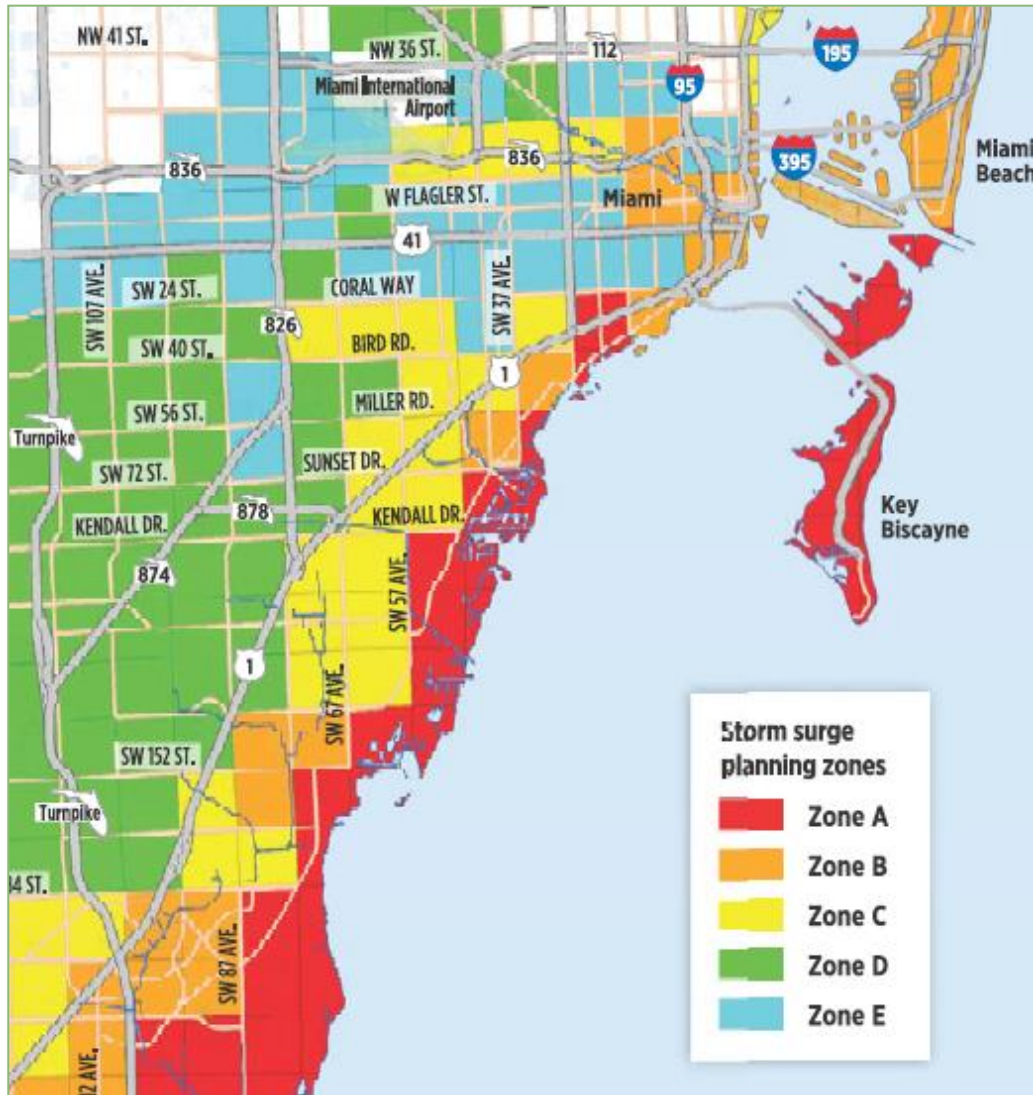 NW 41 ST.
NW 36 ST.
112
195
95
Miami International
Airport
836
836
395
Miami
Beach
W FLAGLER ST.
Miami
41
SW 107 AVE.
SW 24 ST.
CORAL WAY
SW 37 AVE.
826
SW 40 ST.
BIRD RD.
1
SW 56 ST.
MILLER RD.
Turnpike
SW 72 ST.
SUNSET DR.
KENDALL DR.
878
KENDALL DR.
Key
Biscayne
874
SW 57 AVE.
1
SW 67 AVE.
SW 152 ST.
Turnpike
84 ST.
SW 87 AVE.
Storm surge
planning zones
Zone A
Zone B
Zone C
Zone D
Zone E